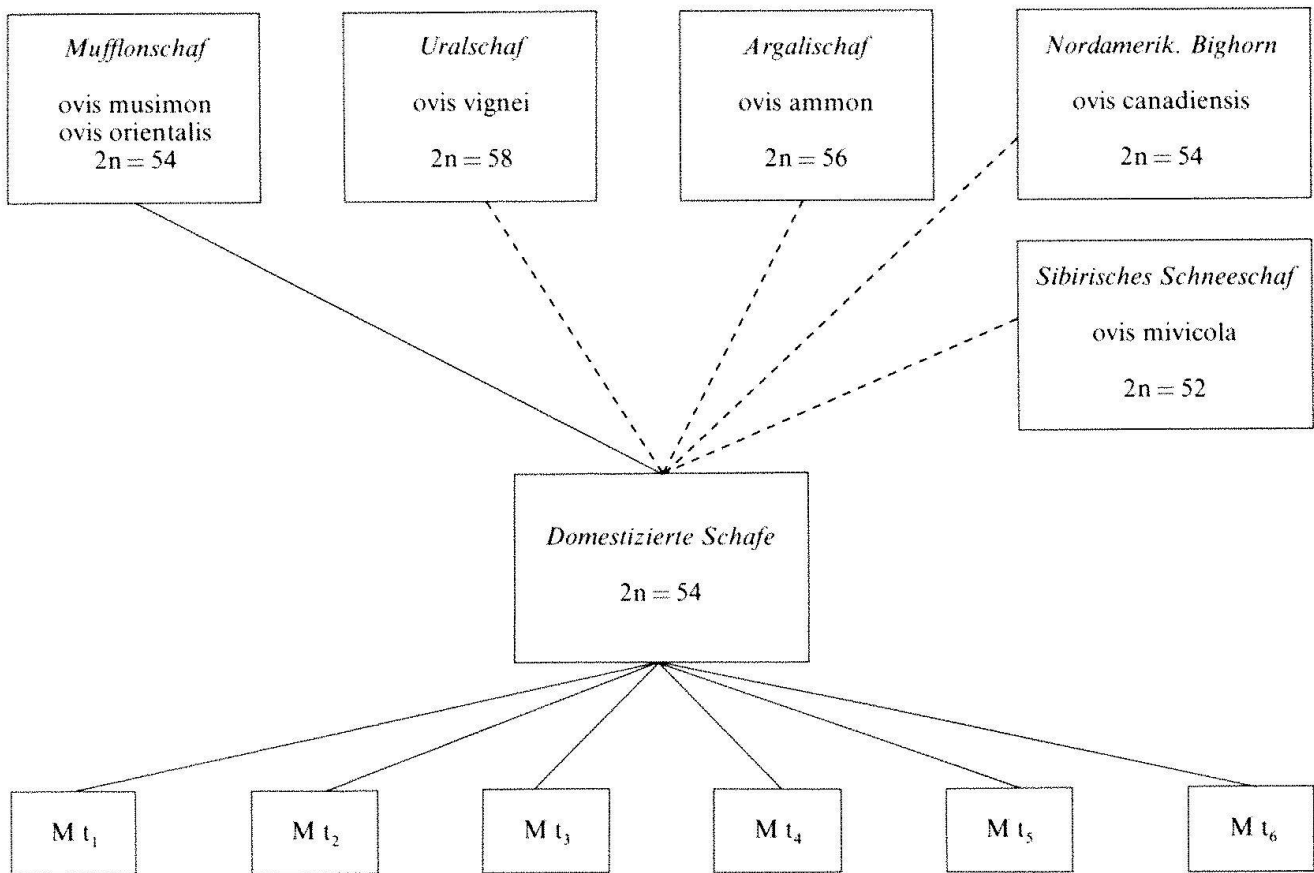 Mufflonschaf
ovis musimon
ovis orientalis
2n = 54
Uralschaf
ovis vignei
2n = 58
Argalischaf
ovis ammon
2n = 56
Nordamerik. Bighorn
ovis canadiensis
2n = 54
Sibirisches Schneeschaf
ovis mivicola
2n = 52
Domestizierte Schafe
2n = 54
M t₁
M t₂
M t₃
M t₄
M t₅
M t₆